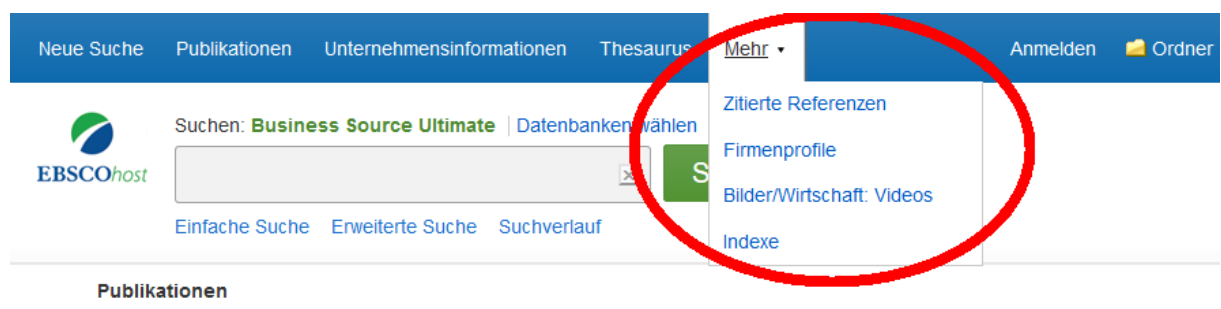 Neue Suche Publikationen Unternehmensinformationen Thesaurus Mehr Anmelden Ordner
Zitierte Referenzen
Suchen: Business Source Ultimate Datenbanken wählen
Firmenprofile
EBSCOhost
S
Bilder/Wirtschaft: Videos
Einfache Suche Erweiterte Suche Suchverlauf
Indexe
Publikationen